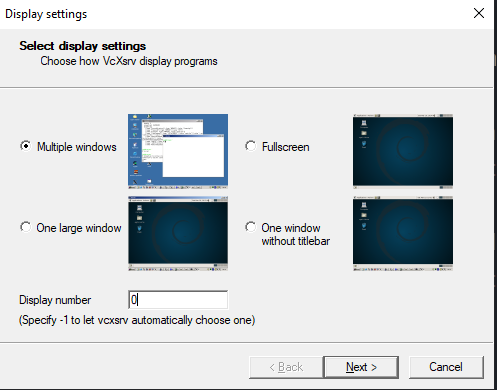 Display settings
Select display settings
Choose how VcXsrv display programs
Multiple windows
Fullscreen
One large window
One window
without titlebar
Display number
0
(Specify -1 to let vcxsrv automatically choose one)
< Back
Next >
Cancel